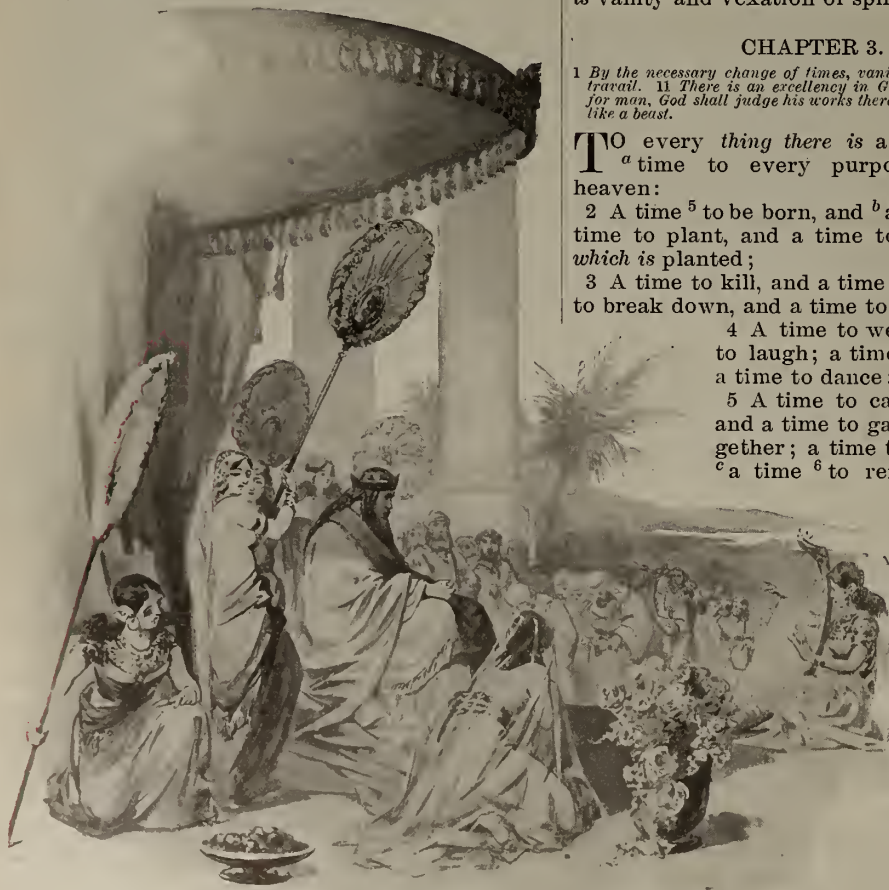 is vanity and vexation of spi
CHAPTER 3.
1 By the necessary change of times, vani
travail. 11 There is an excellency in G
for man, God shall judge his works there
like a beast.
TO every thing there is a
a time to every purpo
heaven:
2 A time 5 to be born, and b a
time to plant, and a time to
which is planted;
3 A time to kill, and a time
to break down, and a time to
4 A time to we
to laugh; a time
a time to dance;
5 A time to ca
and a time to ga
gether; a time t
c a time 6 to re